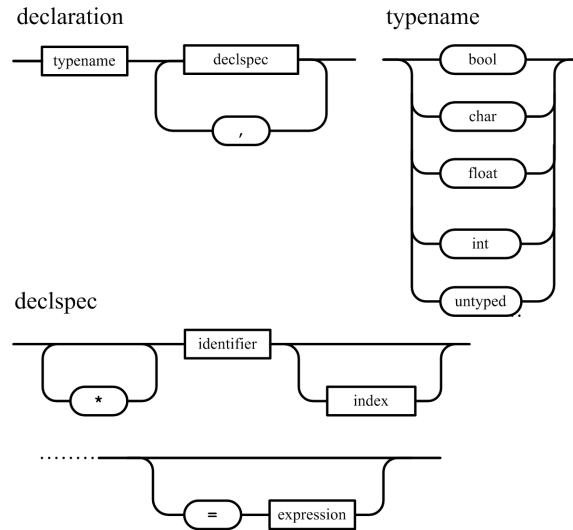 declaration
typename
declspec
,
typename
bool
char
float
int
untyped
declspec
*
identifier
index
=
expression